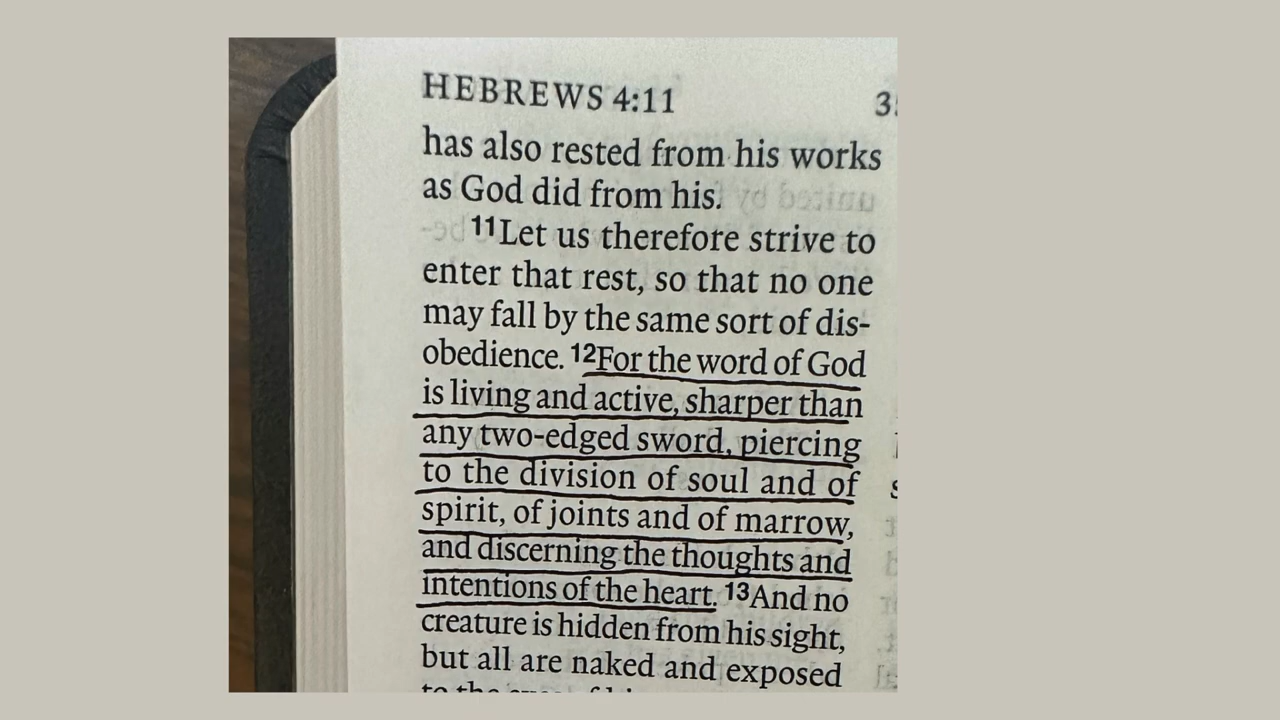 HEBREWS 4:11
has also rested from his works
as God did from his.
11Let us therefore strive to
enter that rest, so that no one
may fall by the same sort of dis-
obedience. 12For the word of God
is living and active, sharper than
any two-edged sword, piercing
to the division of soul and of
spirit, of joints and of marrow,
and discerning the thoughts and
intentions of the heart. 13And no
creature is hidden from his sight,
but all are naked and exposed